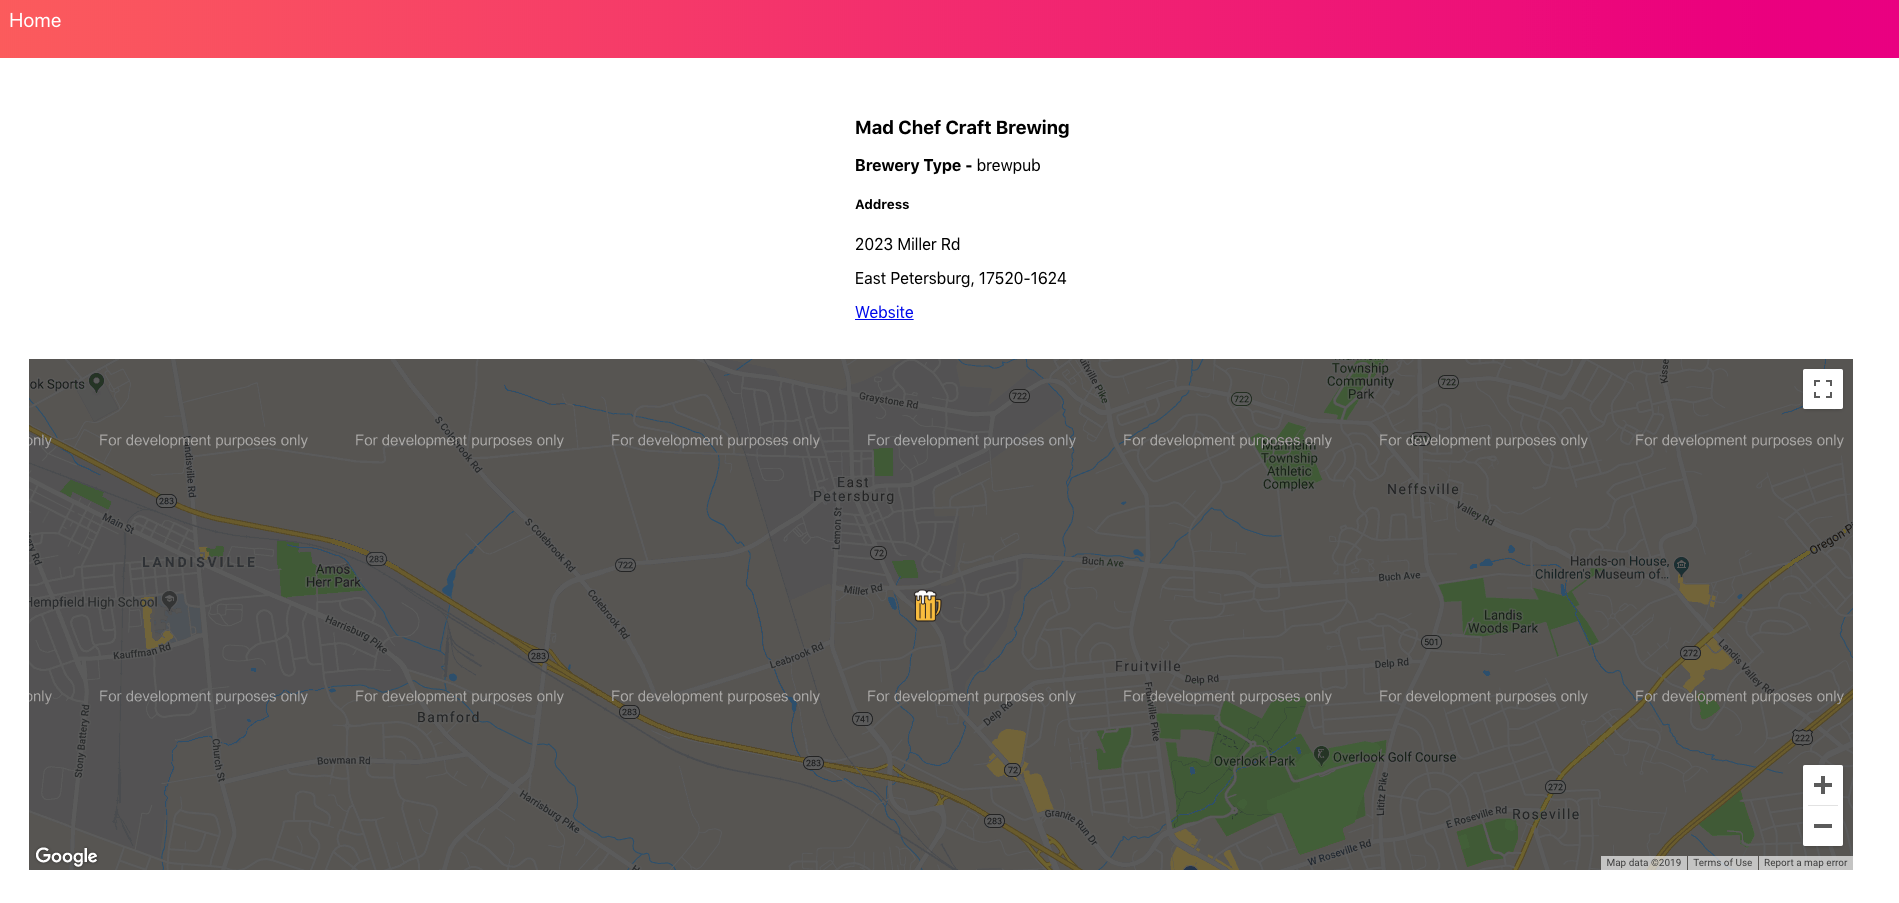 Home
Mad Chef Craft Brewing
Brewery Type - brewpub
Address
2023 Miller Rd
East Petersburg, 17520-1624
Website
ok Sports
Graystone Rd
722
Fruitville Pike
722
Township
Community
Park
722
Kisse
only
For development purposes only
For development purposes only
For development purposes only
For development purposes only
For development purposes only
For development purposes only
For development purposes only
Landisville Rd
S Colebrook Rd
Manheim
Township
Athletic
Complex
East
Petersburg
Neffsville
283
Main St
S Colebrook Rd
Lemon St
Valley Rd
Oregon P
LANDISVILLE
283
722
72
Buch Ave
Buch Ave
Hands-on House,
Children's Museum of...
Amos
Herr Park
Hempfield High School
Colebrook Rd
Miller Rd
Landis
Woods Park
Harrisburg Pike
Kauffman Rd
283
Leabrook Rd
Fruitville
Delp Rd
501
272
Landis Valley Rd
Delp Rd
only
For development purposes only
For development purposes only
For development purposes only
For development purposes only
For development purposes only
For development purposes only
For development purposes only
Stony Battery Rd
Bamford
283
741
Delp Rd
Fruitville Pike
222
Church St
Bowman Rd
283
72
Overlook Park
Overlook Golf Course
Lititz Pike
272
Harrisburg Pike
283
Granite Run Dr
E Roseville Rd
Roseville
W Roseville Rd
Google
Map data ©2019
Terms of Use
Report a map error